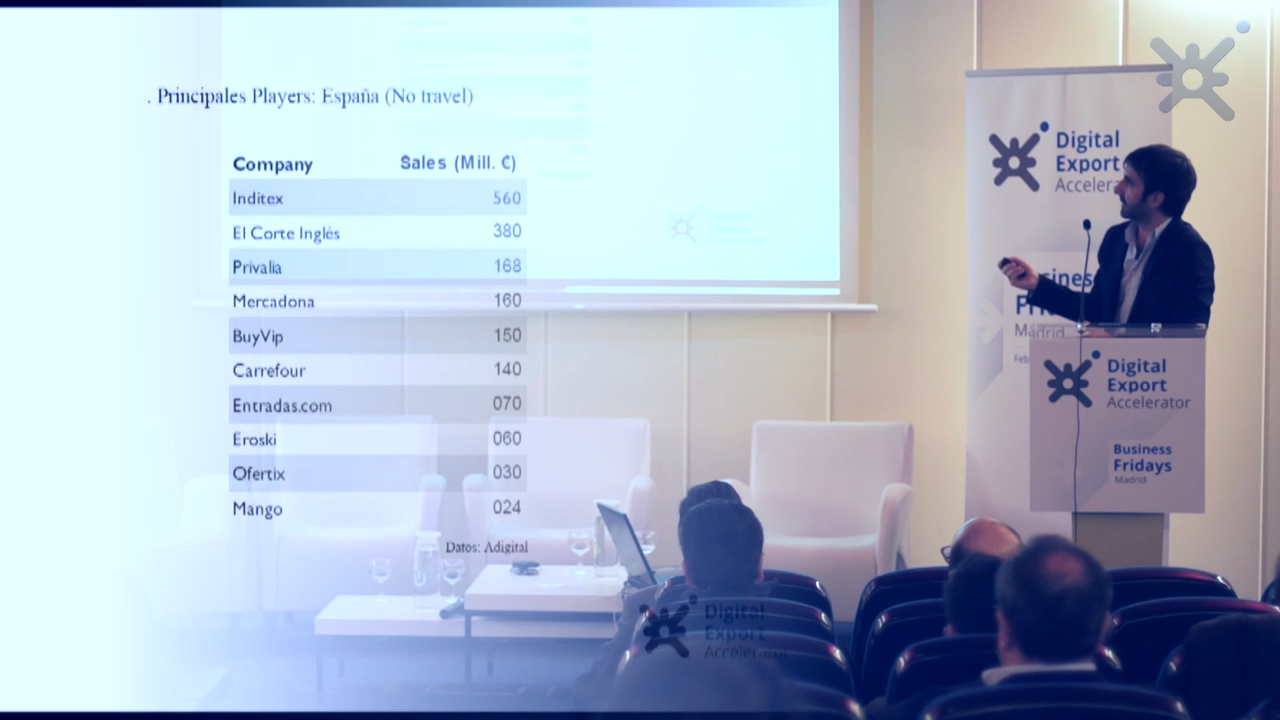 . Principales Players: España (No travel)
Company Sales (Mill. €)
Inditex 560
El Corte Inglés 380
Privalia 168
Mercadona 160
BuyVip 150
Carrefour 140
Entradas.com 070
Eroski 060
Ofertix 030
Mango 024
Datos: Adigital
Digital
Export
Madrid
Digital
Export
Accelerator
Business
Fridays
Madrid
Digital
Export
Accelerator